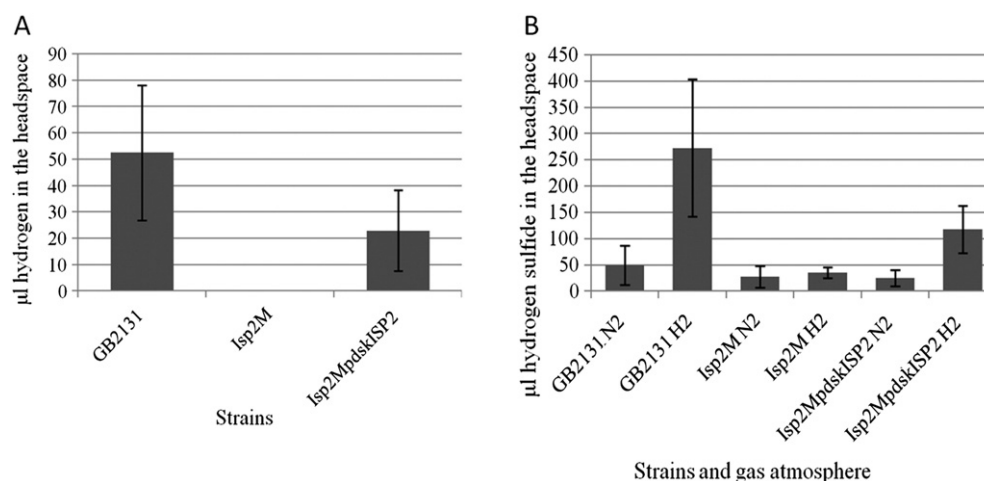 A
µl hydrogen in the headspace
90
80
70
60
50
40
30
20
10
0
GB2131
Isp2M
Isp2MpdskISP2
Strains
B
µl hydrogen sulfide in the headspace
450
400
350
300
250
200
150
100
50
0
GB2131 N2
GB2131 H2
Isp2M N2
Isp2M H2
Isp2MpdskISP2 N2
Isp2MpdskISP2 H2
Strains and gas atmosphere